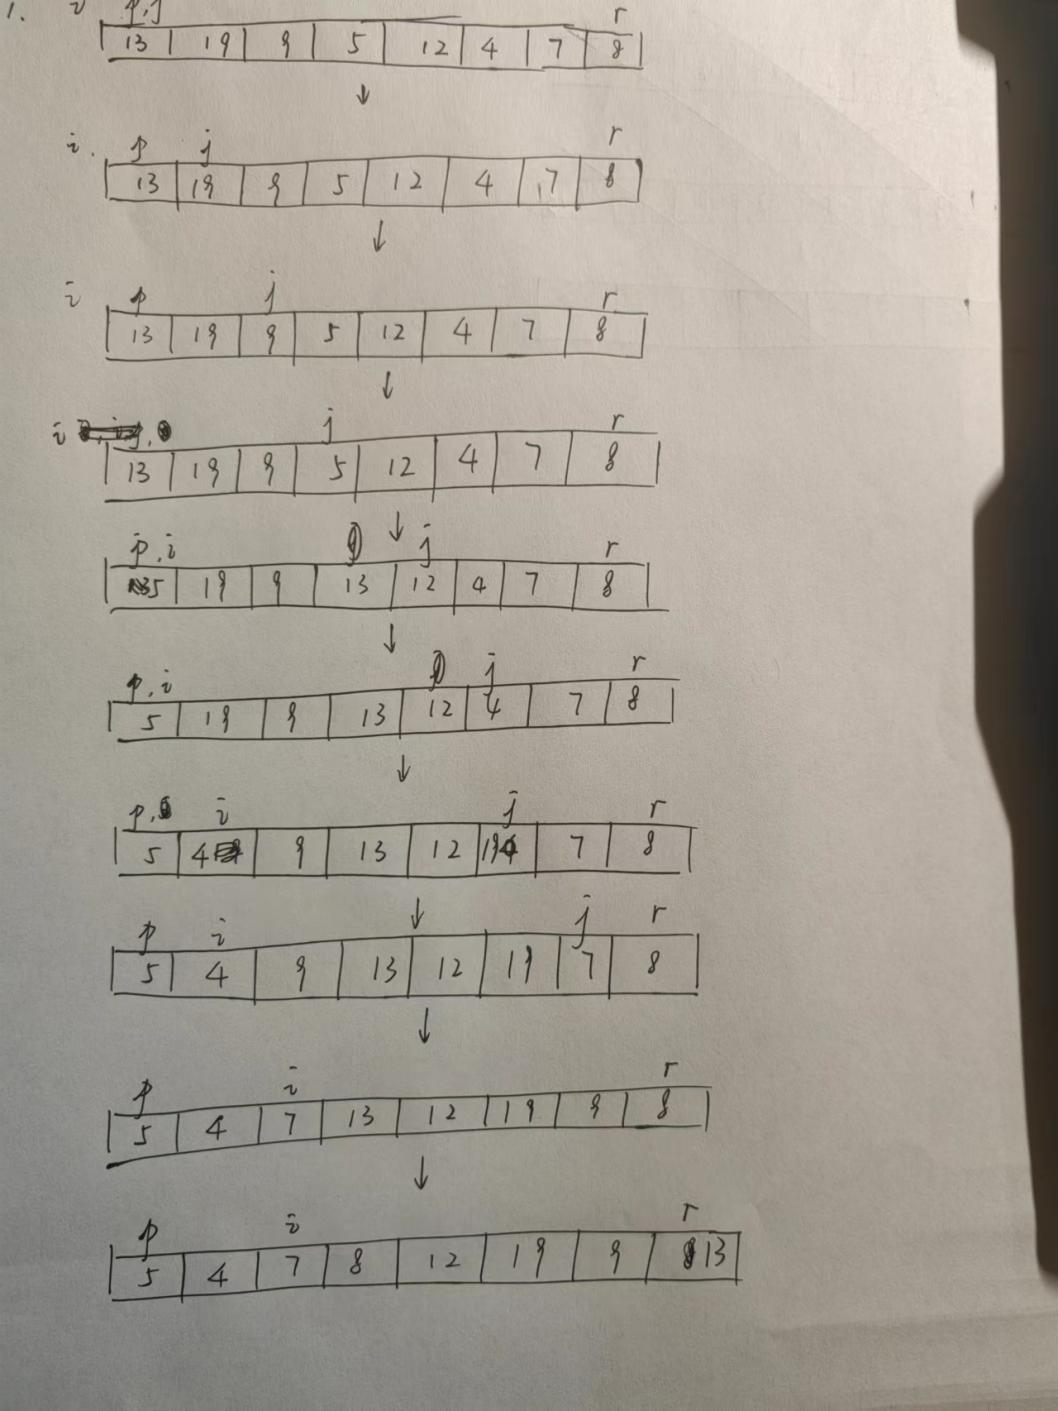 1. i p,j r
13 19 9 5 12 4 7 8
↓
i. p j r
13 19 9 5 12 4 7 8
↓
i p j r
13 19 9 5 12 4 7 8
↓
i j r
13 19 9 5 12 4 7 8
↓
p,i j r
5 19 9 13 12 4 7 8
↓
p,i j r
5 19 9 13 12 4 7 8
↓
p, i j r
5 4 9 13 12 19 7 8
↓
p i j r
5 4 9 13 12 19 7 8
↓
p i r
5 4 7 13 12 19 9 8
↓
p i r
5 4 7 8 12 19 9 13